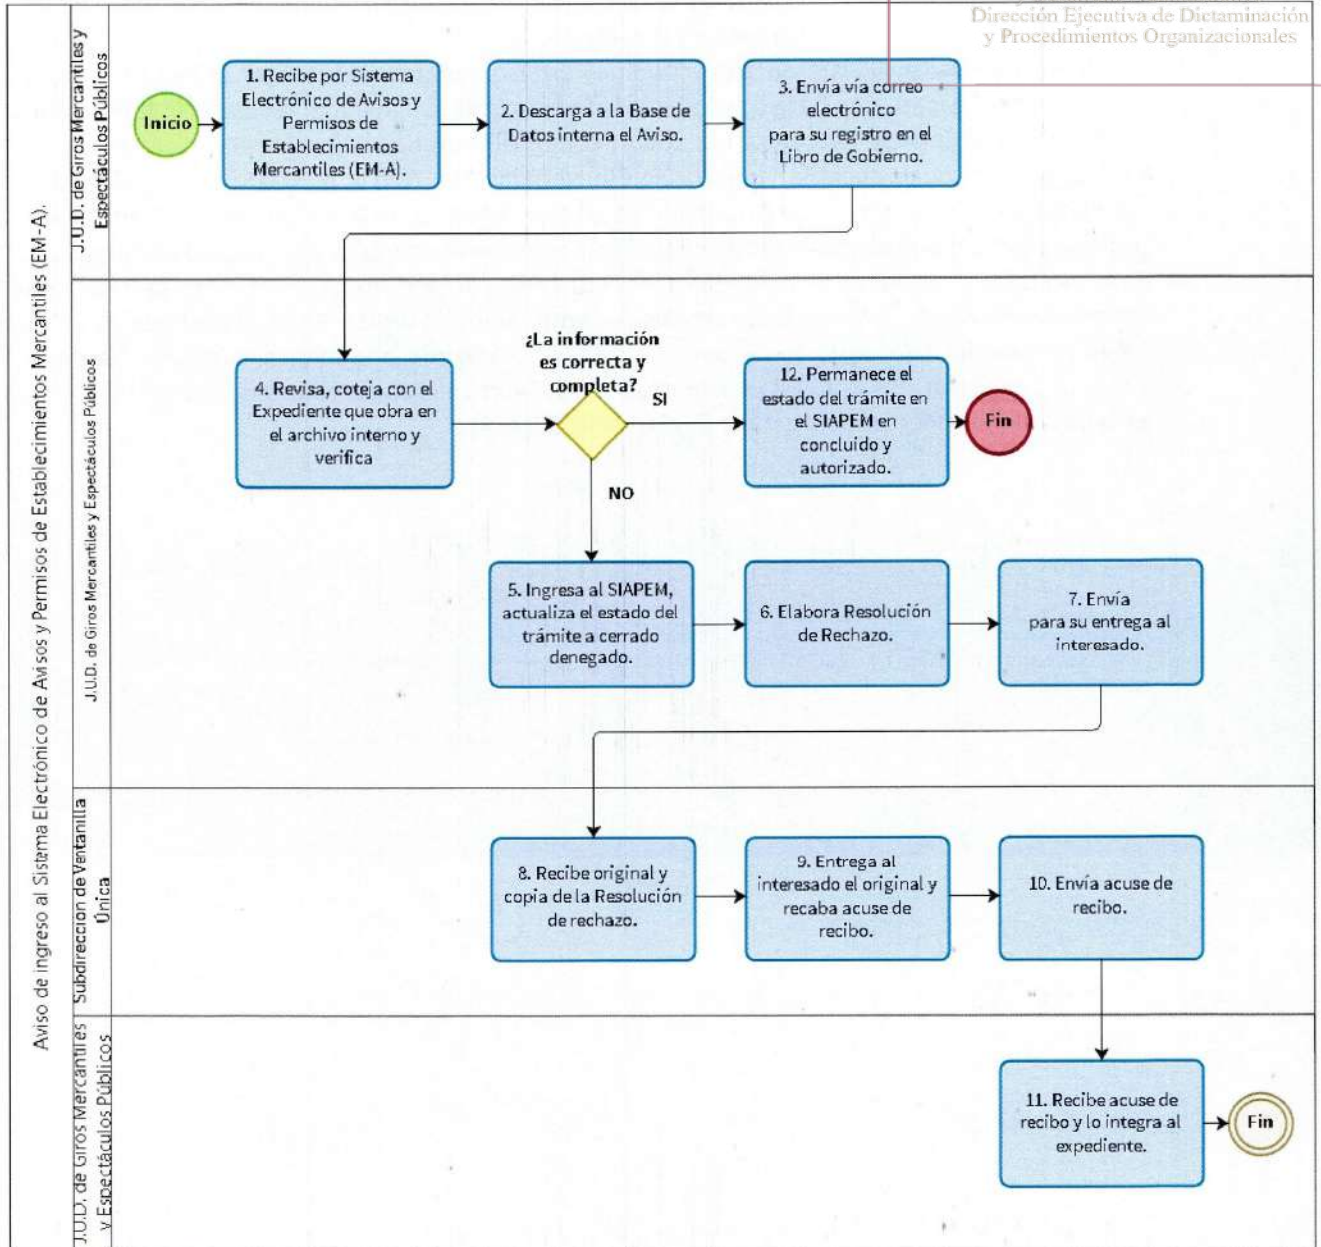 Dirección Ejecutiva de Dictaminación
y Procedimientos Organizacionales
Aviso de ingreso al Sistema Electrónico de Avisos y Permisos de Establecimientos Mercantiles (EM-A).
J.U.D. de Giros Mercantiles y
Espectáculos Públicos
Inicio
1. Recibe por Sistema
Electrónico de Avisos y
Permisos de
Establecimientos
Mercantiles (EM-A).
2. Descarga a la Base de
Datos interna el Aviso.
3. Envía vía correo
electrónico
para su registro en el
Libro de Gobierno.
J.U.D. de Giros Mercantiles y Espectáculos Públicos
4. Revisa, coteja con el
Expediente que obra en
el archivo interno y
verifica
¿La información
es correcta y
completa?
SI
NO
12. Permanece el
estado del trámite en
el SIAPEM en
concluido y
autorizado.
Fin
5. Ingresa al SIAPEM,
actualiza el estado del
trámite a cerrado
denegado.
6. Elabora Resolución
de Rechazo.
7. Envía
para su entrega al
interesado.
Subdireccion de Ventanilla
Única
8. Recibe original y
copia de la Resolución
de rechazo.
9. Entrega al
interesado el original y
recaba acuse de
recibo.
10. Envía acuse de
recibo.
J.U.D. de Giros Mercantiles
y Espectáculos Públicos
11. Recibe acuse de
recibo y lo integra al
expediente.
Fin